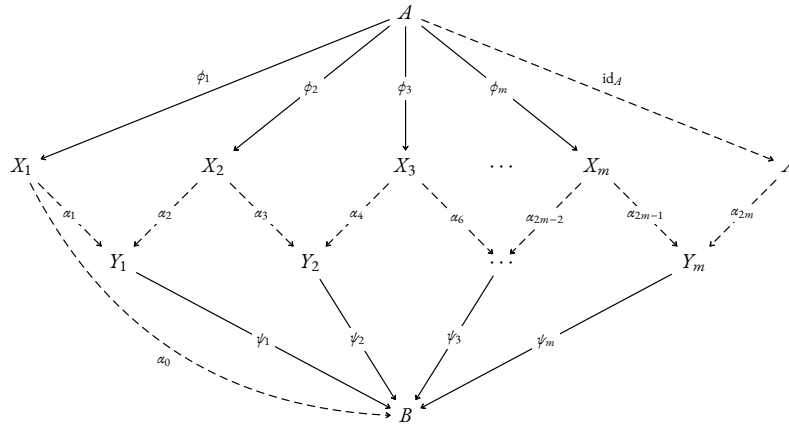 A
ϕ₁ ϕ₂ ϕ₃ ϕₘ id_A
X₁ X₂ X₃ ⋯ Xₘ
α₁ α₂ α₃ α₄ α₆ α₂ₘ₋₂ α₂ₘ₋₁ α₂ₘ
Y₁ Y₂ ⋯ Yₘ
ψ₁ ψ₂ ψ₃ ψₘ
α₀
B